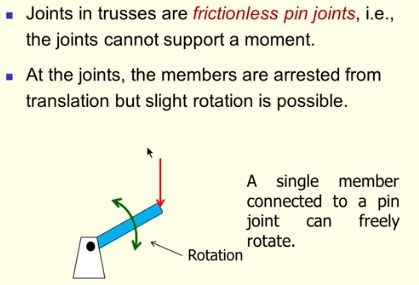 Joints in trusses are frictionless pin joints, i.e.,
the joints cannot support a moment.
At the joints, the members are arrested from
translation but slight rotation is possible.
A single member
connected to a pin
joint can freely
rotate.
Rotation